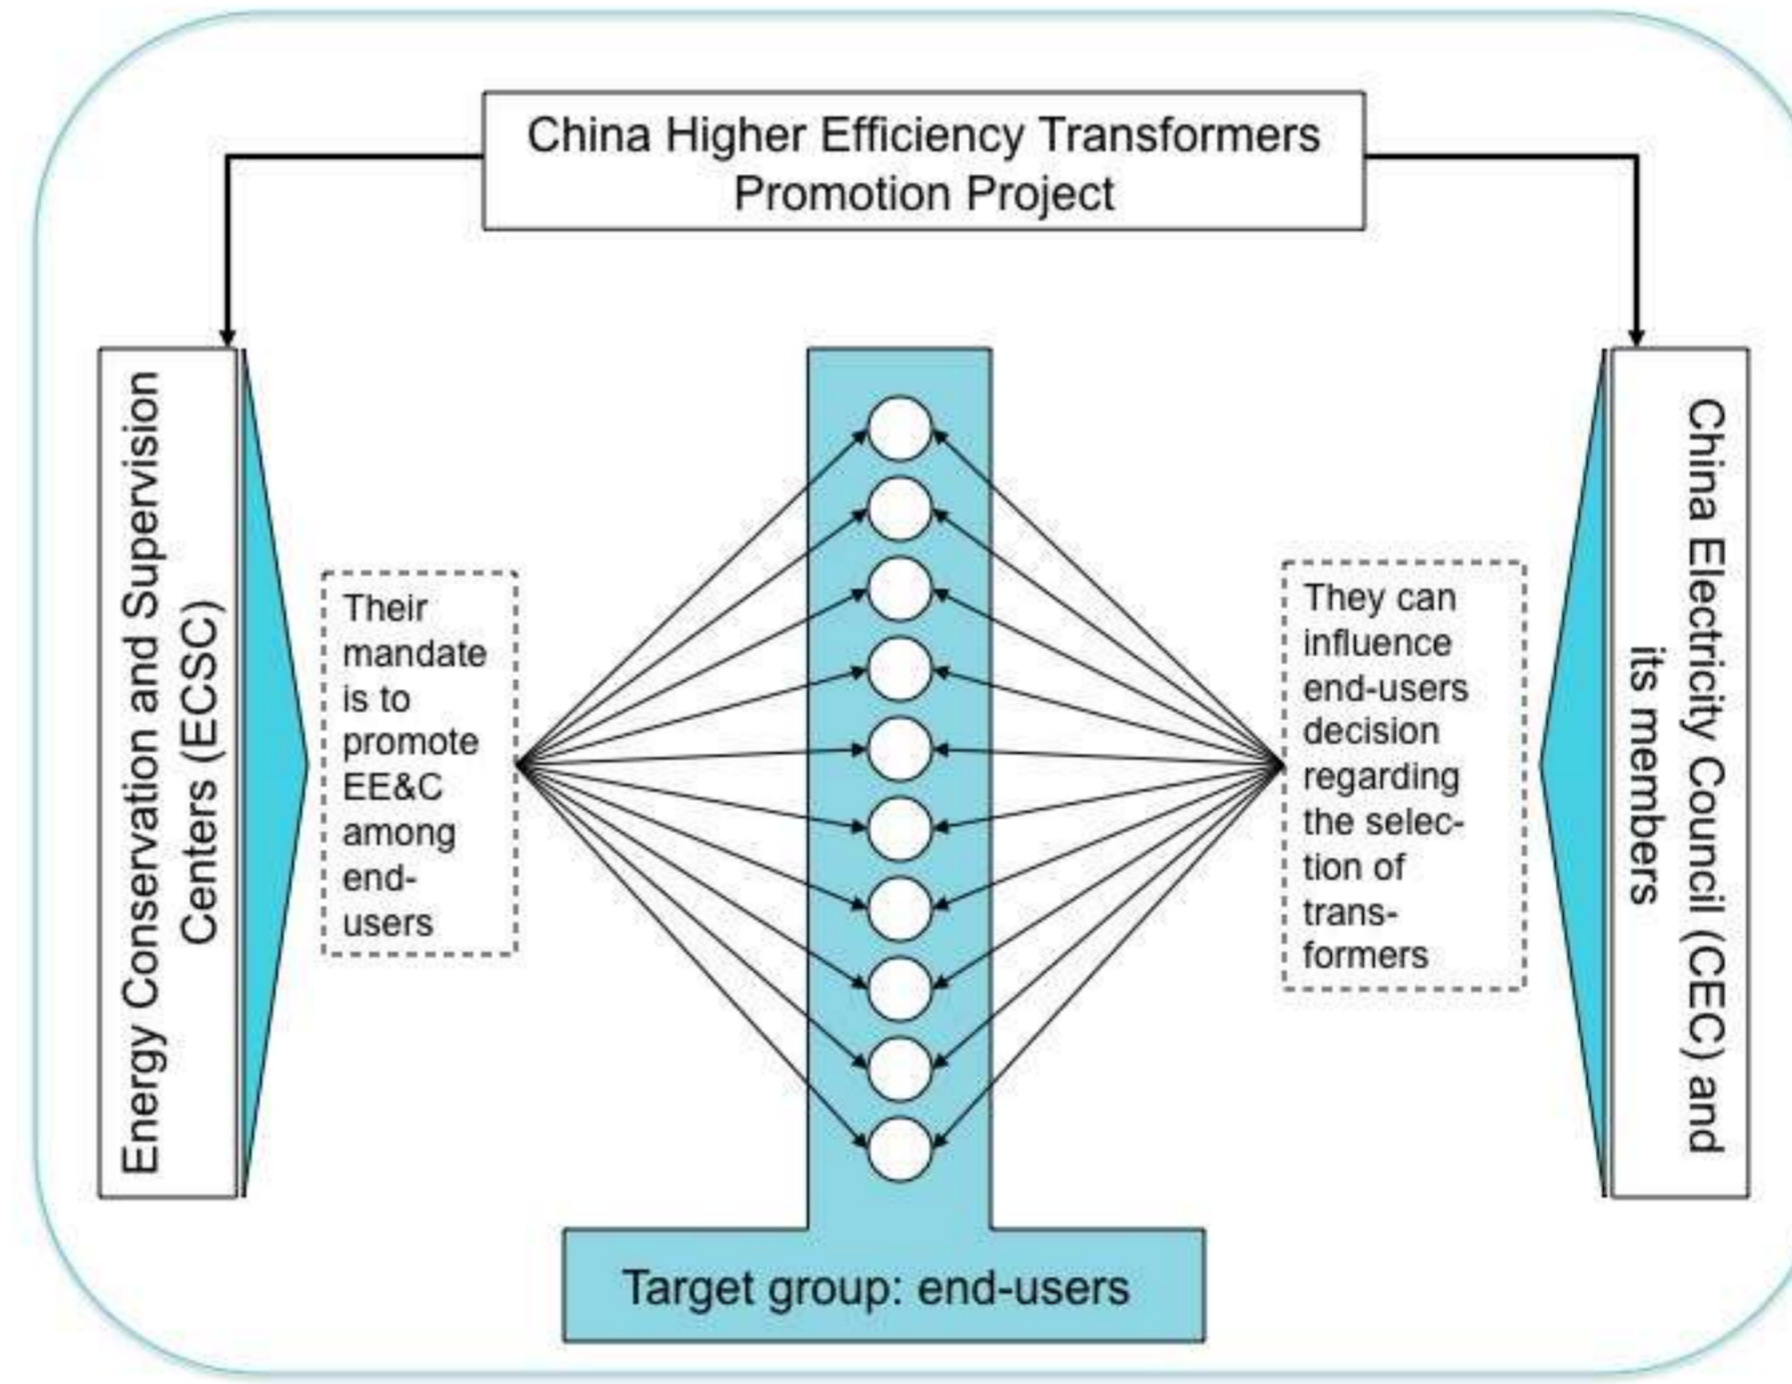 China Higher Efficiency Transformers
Promotion Project
Energy Conservation and Supervision
Centers (ECSC)
Their
mandate
is to
promote
EE&C
among
end-
users
They can
influence
end-users
decision
regarding
the selec-
tion of
trans-
formers
China Electricity Council (CEC) and
its members
Target group: end-users